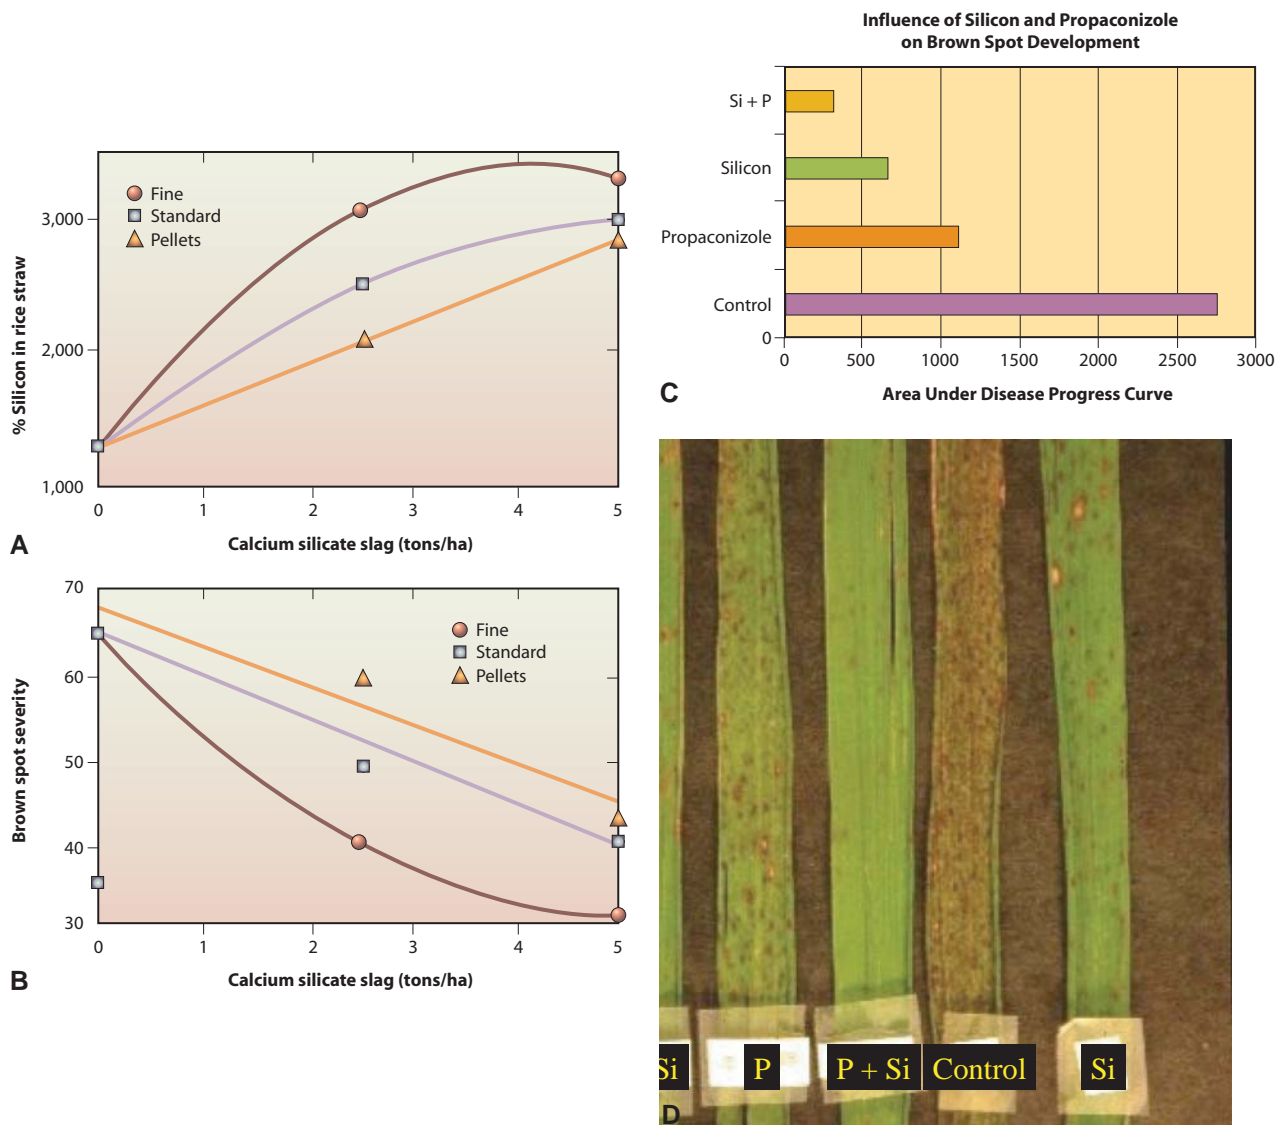 Fine
Standard
Pellets
3,000
2,000
1,000
% Silicon in rice straw
0 1 2 3 4 5
Calcium silicate slag (tons/ha)
A
70
60
50
40
30
Fine
Standard
Pellets
Brown spot severity
0 1 2 3 4 5
Calcium silicate slag (tons/ha)
B
Influence of Silicon and Propaconizole
on Brown Spot Development
Si + P
Silicon
Propaconizole
Control
0
0 500 1000 1500 2000 2500 3000
Area Under Disease Progress Curve
C
Si P P + Si Control Si
D